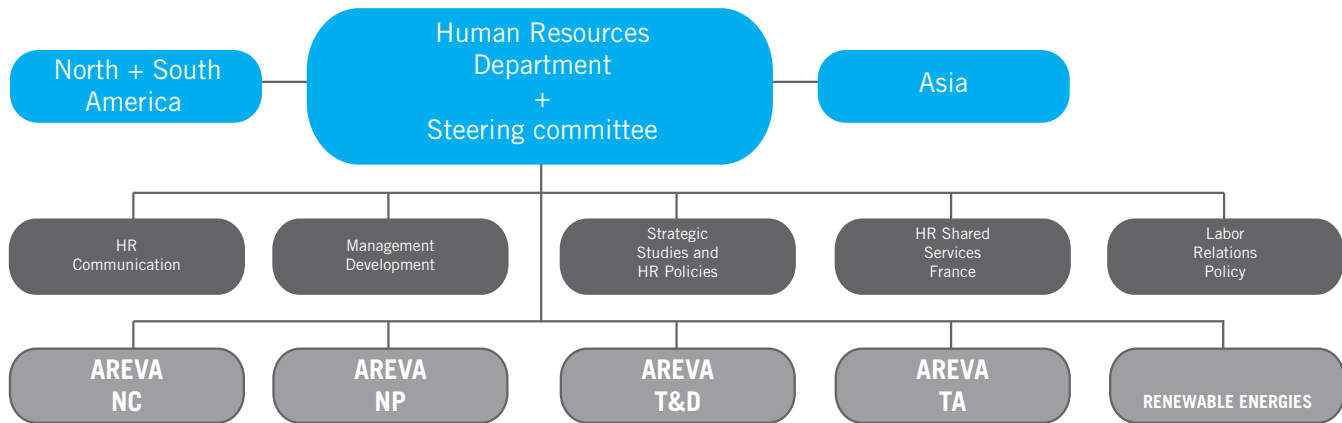 Human Resources
Department
+
Steering committee
North + South
America
Asia
HR
Communication
Management
Development
Strategic
Studies and
HR Policies
HR Shared
Services
France
Labor
Relations
Policy
AREVA
NC
AREVA
NP
AREVA
T&D
AREVA
TA
RENEWABLE ENERGIES